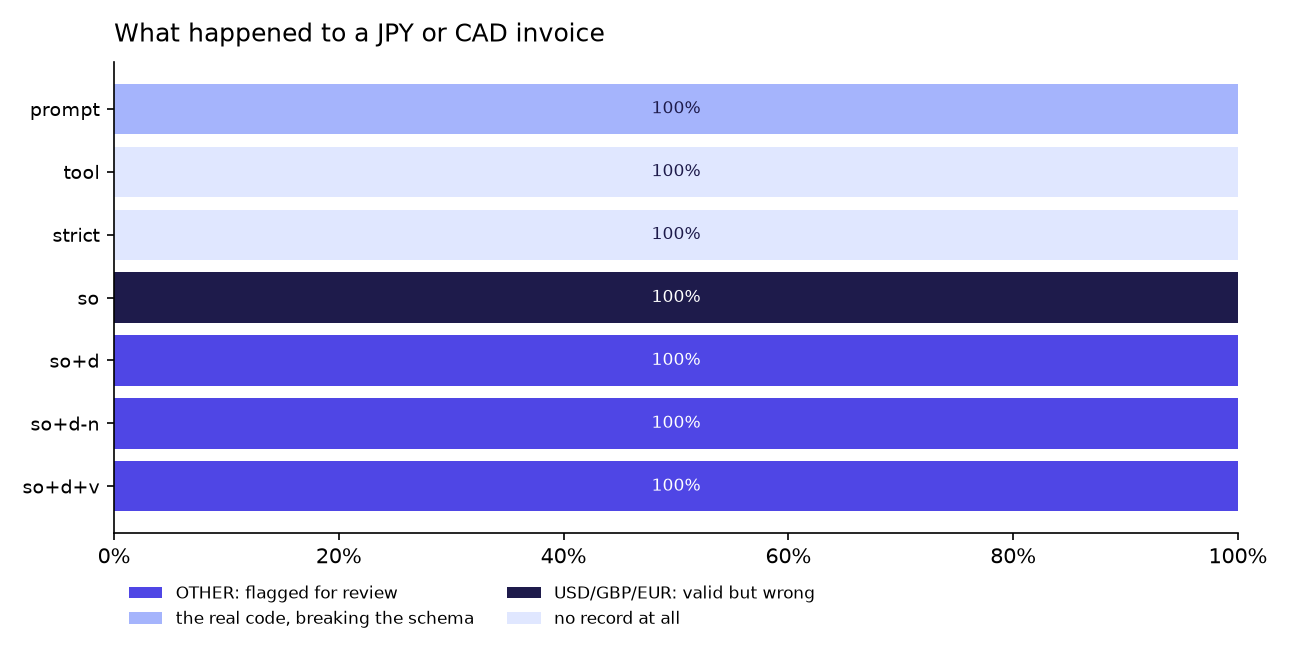 What happened to a JPY or CAD invoice
prompt
100%
tool
100%
strict
100%
so
100%
so+d
100%
so+d-n
100%
so+d+v
100%
0%
20%
40%
60%
80%
100%
OTHER: flagged for review
USD/GBP/EUR: valid but wrong
the real code, breaking the schema
no record at all